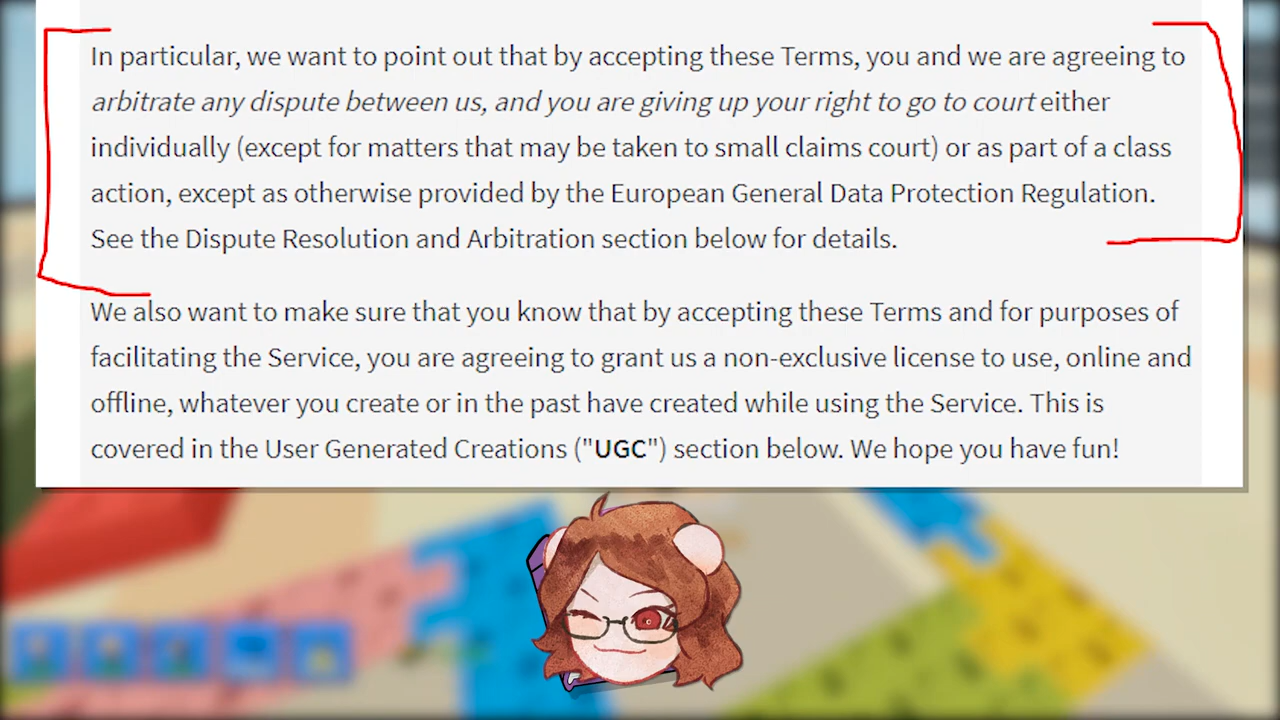 In particular, we want to point out that by accepting these Terms, you and we are agreeing to
arbitrate any dispute between us, and you are giving up your right to go to court either
individually (except for matters that may be taken to small claims court) or as part of a class
action, except as otherwise provided by the European General Data Protection Regulation.
See the Dispute Resolution and Arbitration section below for details.
We also want to make sure that you know that by accepting these Terms and for purposes of
facilitating the Service, you are agreeing to grant us a non-exclusive license to use, online and
offline, whatever you create or in the past have created while using the Service. This is
covered in the User Generated Creations ("UGC") section below. We hope you have fun!